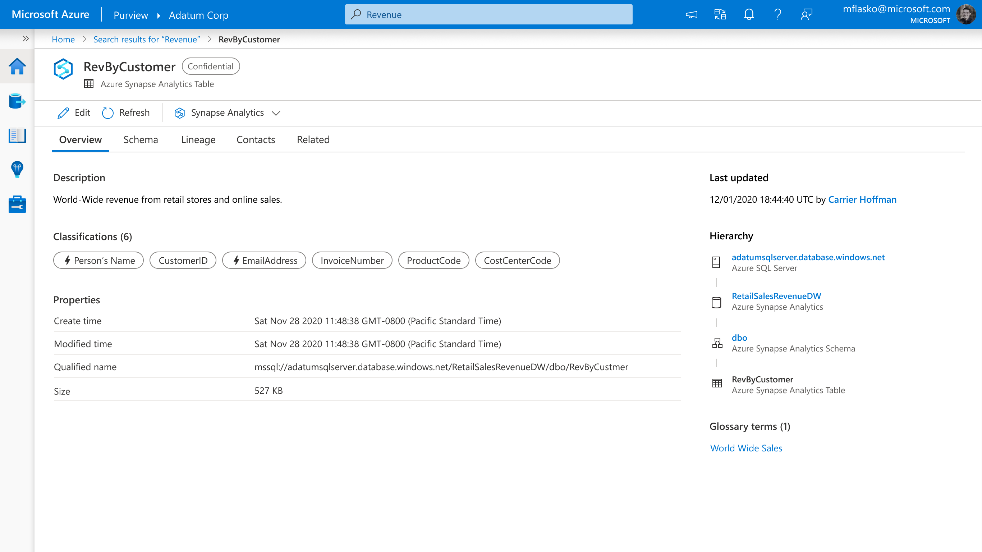 Microsoft Azure
Purview
Adatum Corp
Revenue
mflasko@microsoft.com
MICROSOFT
Home > Search results for “Revenue” > RevByCustomer
RevByCustomer
Confidential
Azure Synapse Analytics Table
Edit
Refresh
Synapse Analytics
Overview
Schema
Lineage
Contacts
Related
Description
World-Wide revenue from retail stores and online sales.
Classifications (6)
Person’s Name
CustomerID
EmailAddress
InvoiceNumber
ProductCode
CostCenterCode
Properties
Create time
Sat Nov 28 2020 11:48:38 GMT-0800 (Pacific Standard Time)
Modified time
Sat Nov 28 2020 11:48:38 GMT-0800 (Pacific Standard Time)
Qualified name
mssql://adatumsqlserver.database.windows.net/RetailSalesRevenueDW/dbo/RevByCustmer
Size
527 KB
Last updated
12/01/2020 18:44:40 UTC by Carrier Hoffman
Hierarchy
adatumsqlserver.database.windows.net
Azure SQL Server
RetailSalesRevenueDW
Azure Synapse Analytics
dbo
Azure Synapse Analytics Schema
RevByCustomer
Azure Synapse Analytics Table
Glossary terms (1)
World Wide Sales